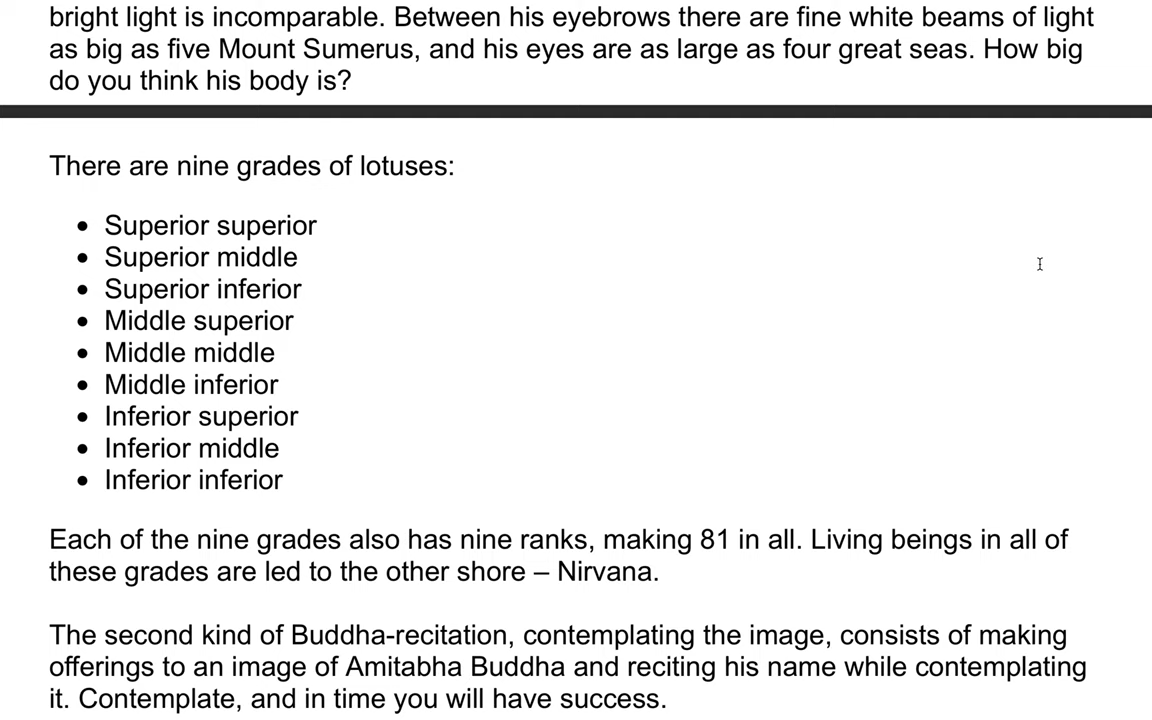 bright light is incomparable. Between his eyebrows there are fine white beams of light
as big as five Mount Sumerus, and his eyes are as large as four great seas. How big
do you think his body is?
There are nine grades of lotuses:
• Superior superior
• Superior middle
• Superior inferior
• Middle superior
• Middle middle
• Middle inferior
• Inferior superior
• Inferior middle
• Inferior inferior
Each of the nine grades also has nine ranks, making 81 in all. Living beings in all of
these grades are led to the other shore – Nirvana.
The second kind of Buddha-recitation, contemplating the image, consists of making
offerings to an image of Amitabha Buddha and reciting his name while contemplating
it. Contemplate, and in time you will have success.